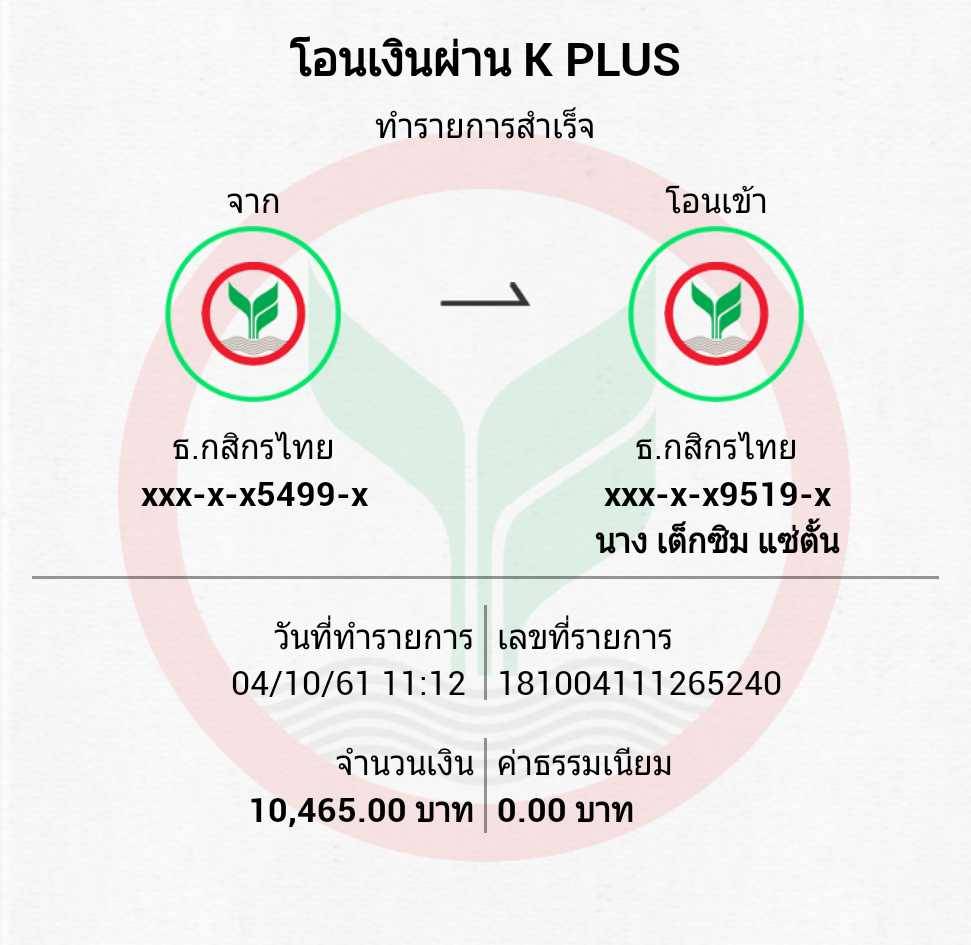 โอนเงินผ่าน K PLUS
ทำรายการสำเร็จ
จาก
โอนเข้า
ธ.กสิกรไทย
xxx-x-x5499-x
ธ.กสิกรไทย
xxx-x-x9519-x
นาง เต็กซิม แซ่ตั้น
วันที่ทำรายการ
04/10/61 11:12
เลขที่รายการ
181004111265240
จำนวนเงิน
10,465.00 บาท
ค่าธรรมเนียม
0.00 บาท